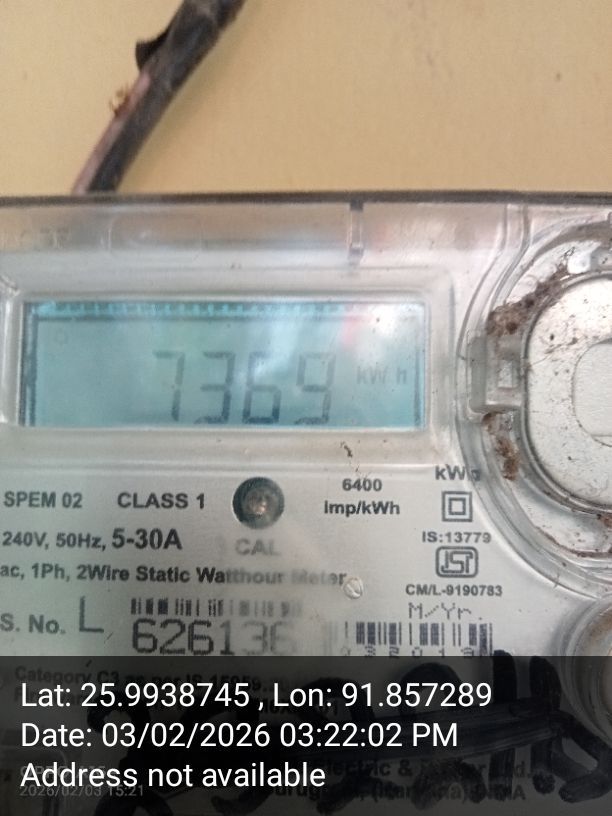 7369 kW h
SPEM 02 CLASS 1 6400 imp/kWh
240V, 50Hz, 5-30A
CAL
IS:13779
ac, 1Ph, 2Wire Static Watthour Meter
CM/L-9190783
M/Yr.
S. No. L 626136
Lat: 25.9938745 , Lon: 91.857289
Date: 03/02/2026 03:22:02 PM
Address not available
2026/02/03 15:21